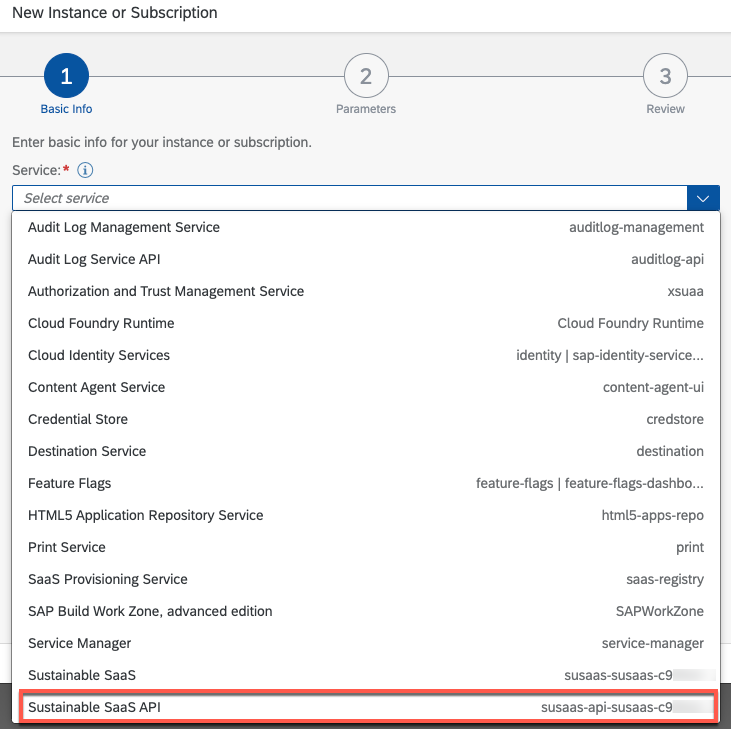 New Instance or Subscription
1 2 3
Basic Info Parameters Review
Enter basic info for your instance or subscription.
Service:*
Select service
Audit Log Management Service auditlog-management
Audit Log Service API auditlog-api
Authorization and Trust Management Service xsuaa
Cloud Foundry Runtime Cloud Foundry Runtime
Cloud Identity Services identity | sap-identity-service...
Content Agent Service content-agent-ui
Credential Store credstore
Destination Service destination
Feature Flags feature-flags | feature-flags-dashbo...
HTML5 Application Repository Service html5-apps-repo
Print Service print
SaaS Provisioning Service saas-registry
SAP Build Work Zone, advanced edition SAPWorkZone
Service Manager service-manager
Sustainable SaaS susaas-susaas-c9
Sustainable SaaS API susaas-api-susaas-c9